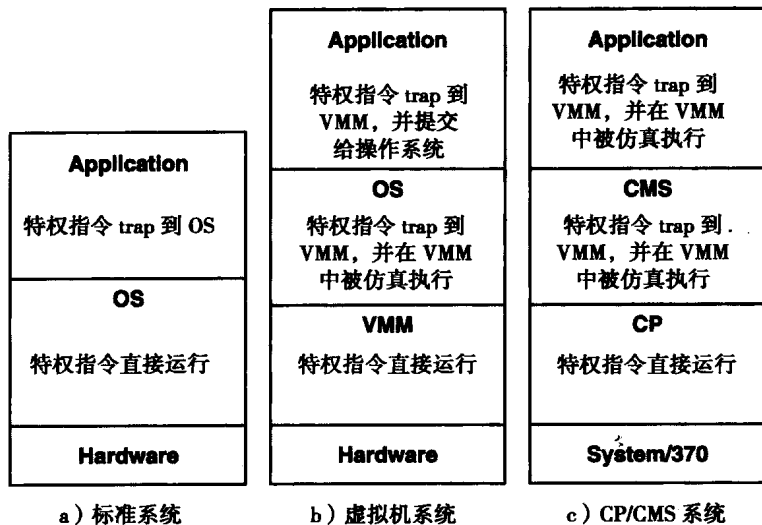 Application
特权指令 trap 到 OS
OS
特权指令直接运行
Hardware
a）标准系统
Application
特权指令 trap 到
VMM，并提交
给操作系统
OS
特权指令 trap 到
VMM，并在 VMM
中被仿真执行
VMM
特权指令直接运行
Hardware
b）虚拟机系统
Application
特权指令 trap 到
VMM，并在 VMM
中被仿真执行
CMS
特权指令 trap 到
VMM，并在 VMM
中被仿真执行
CP
特权指令直接运行
System/370
c）CP/CMS 系统